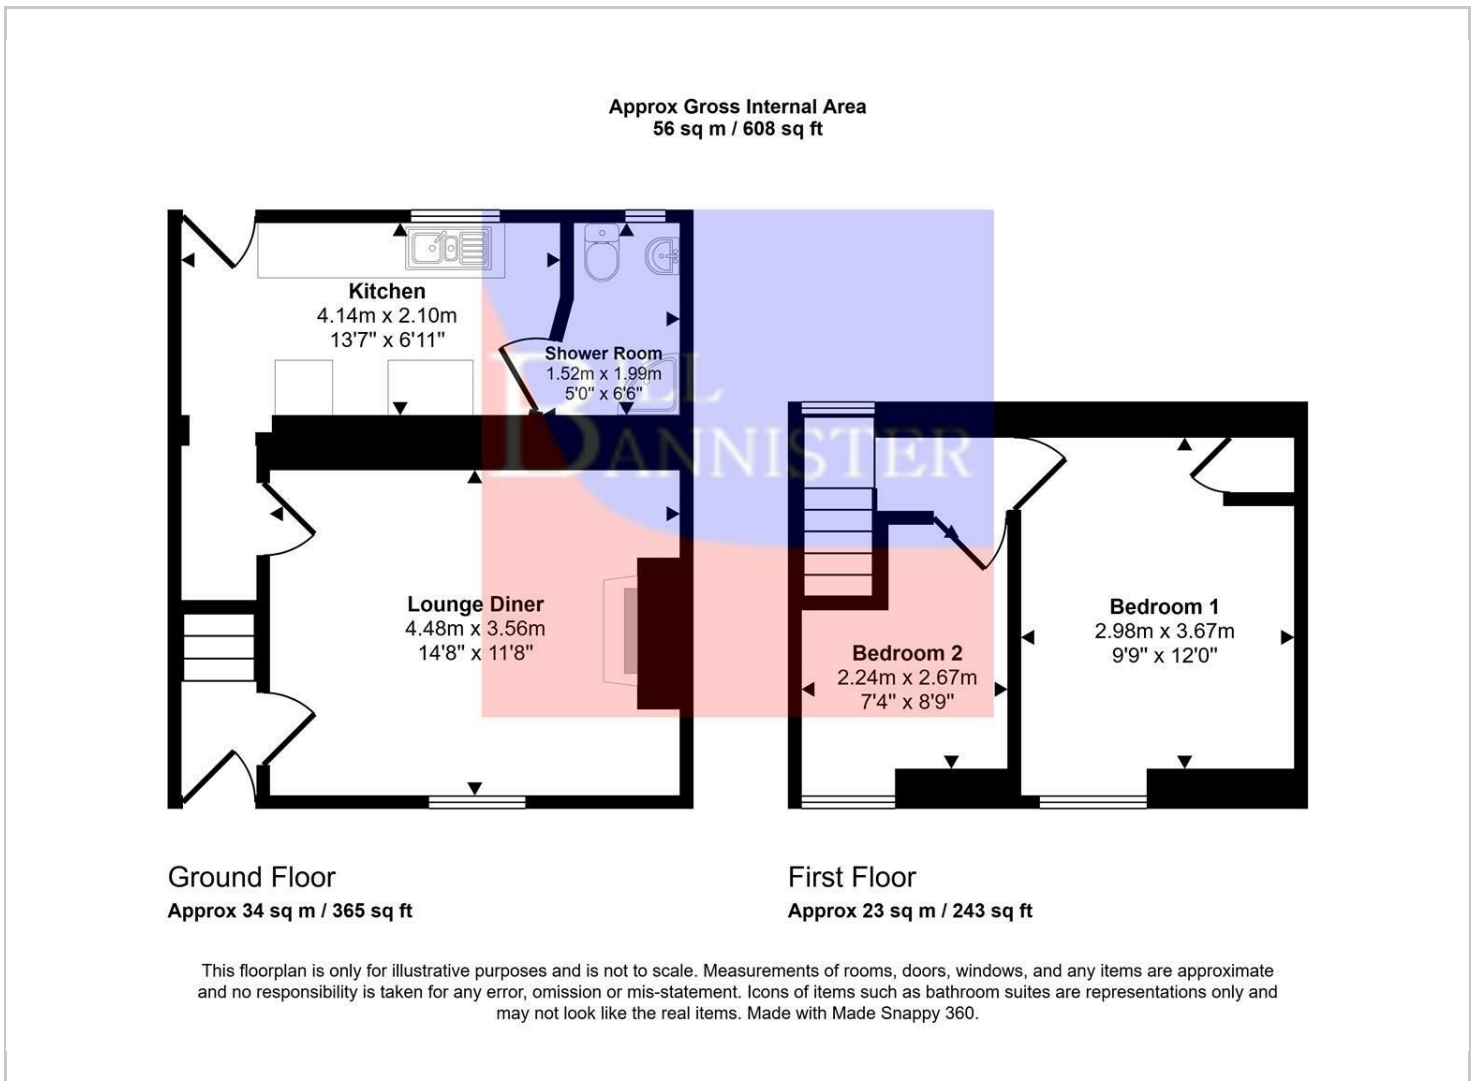 Approx Gross Internal Area
56 sq m / 608 sq ft
Kitchen
4.14m x 2.10m
13'7" x 6'11"
Shower Room
1.52m x 1.99m
5'0" x 6'6"
BILL
BANNISTER
Lounge Diner
4.48m x 3.56m
14'8" x 11'8"
Bedroom 2
2.24m x 2.67m
7'4" x 8'9"
Bedroom 1
2.98m x 3.67m
9'9" x 12'0"
Ground Floor
Approx 34 sq m / 365 sq ft
First Floor
Approx 23 sq m / 243 sq ft
This floorplan is only for illustrative purposes and is not to scale. Measurements of rooms, doors, windows, and any items are approximate
and no responsibility is taken for any error, omission or mis-statement. Icons of items such as bathroom suites are representations only and
may not look like the real items. Made with Made Snappy 360.